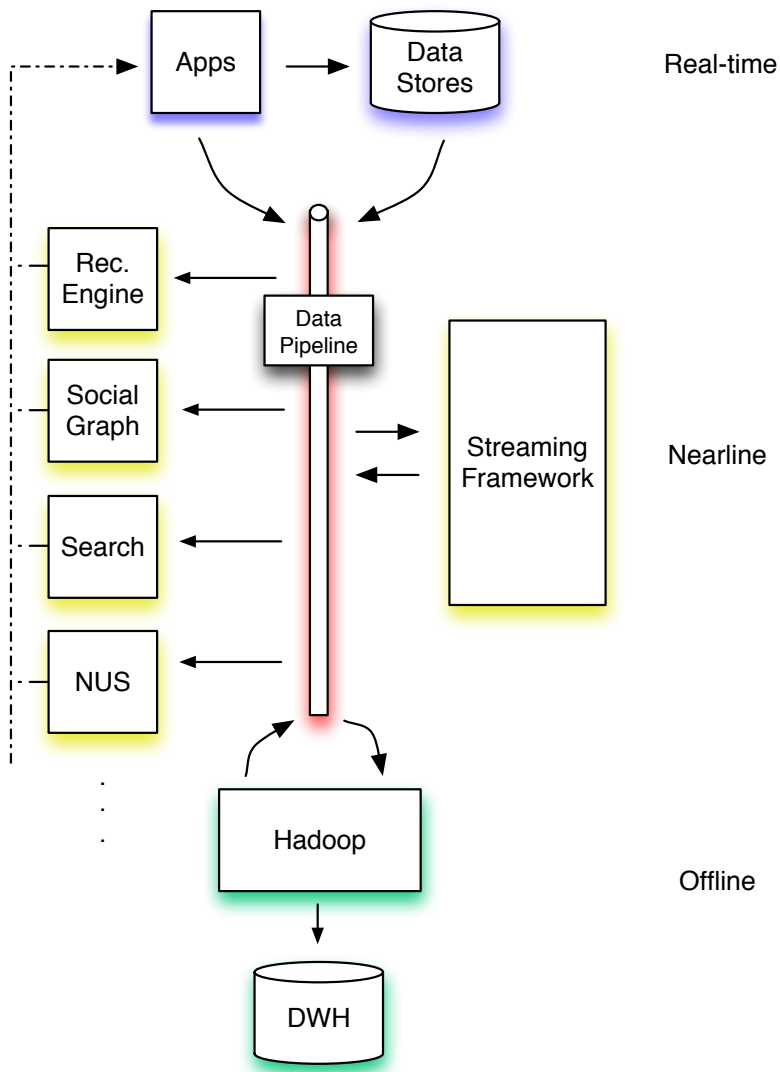 Apps
Data
Stores
Real-time
Rec.
Engine
Data
Pipeline
Social
Graph
Streaming
Framework
Nearline
Search
NUS
.
.
.
Hadoop
Offline
DWH